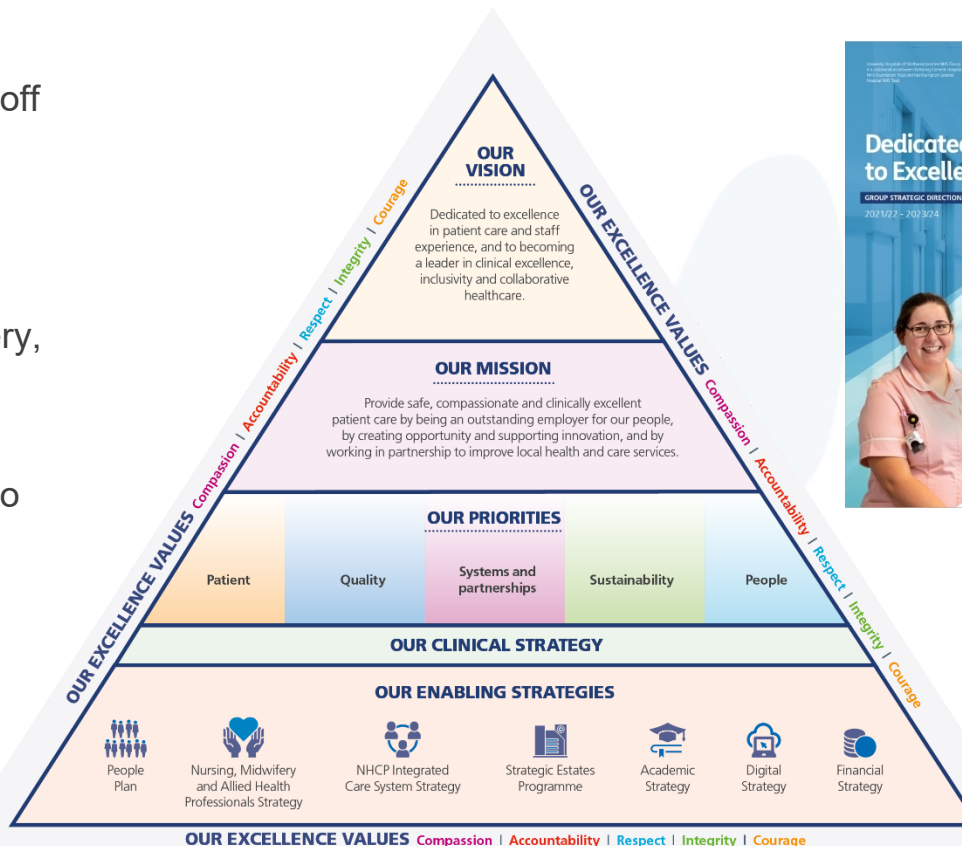 off
ery,
o
OUR
VISION
Dedicated to excellence
in patient care and staff
experience, and to becoming
a leader in clinical excellence,
inclusivity and collaborative
healthcare.
OUR MISSION
Provide safe, compassionate and clinically excellent
patient care by being an outstanding employer for our people,
by creating opportunity and supporting innovation, and by
working in partnership to improve local health and care services.
OUR PRIORITIES
Patient
Quality
Systems and
partnerships
Sustainability
People
OUR CLINICAL STRATEGY
OUR ENABLING STRATEGIES
People
Plan
Nursing, Midwifery
and Allied Health
Professionals Strategy
NHCP Integrated
Care System Strategy
Strategic Estates
Programme
Academic
Strategy
Digital
Strategy
Financial
Strategy
OUR EXCELLENCE VALUES Compassion | Accountability | Respect | Integrity | Courage
OUR EXCELLENCE VALUES Compassion | Accountability | Respect | Integrity | Courage
OUR EXCELLENCE VALUES Compassion | Accountability | Respect | Integrity | Courage
Dedicated
to Excelle
GROUP STRATEGIC DIRECTION
2021/22 - 2023/24